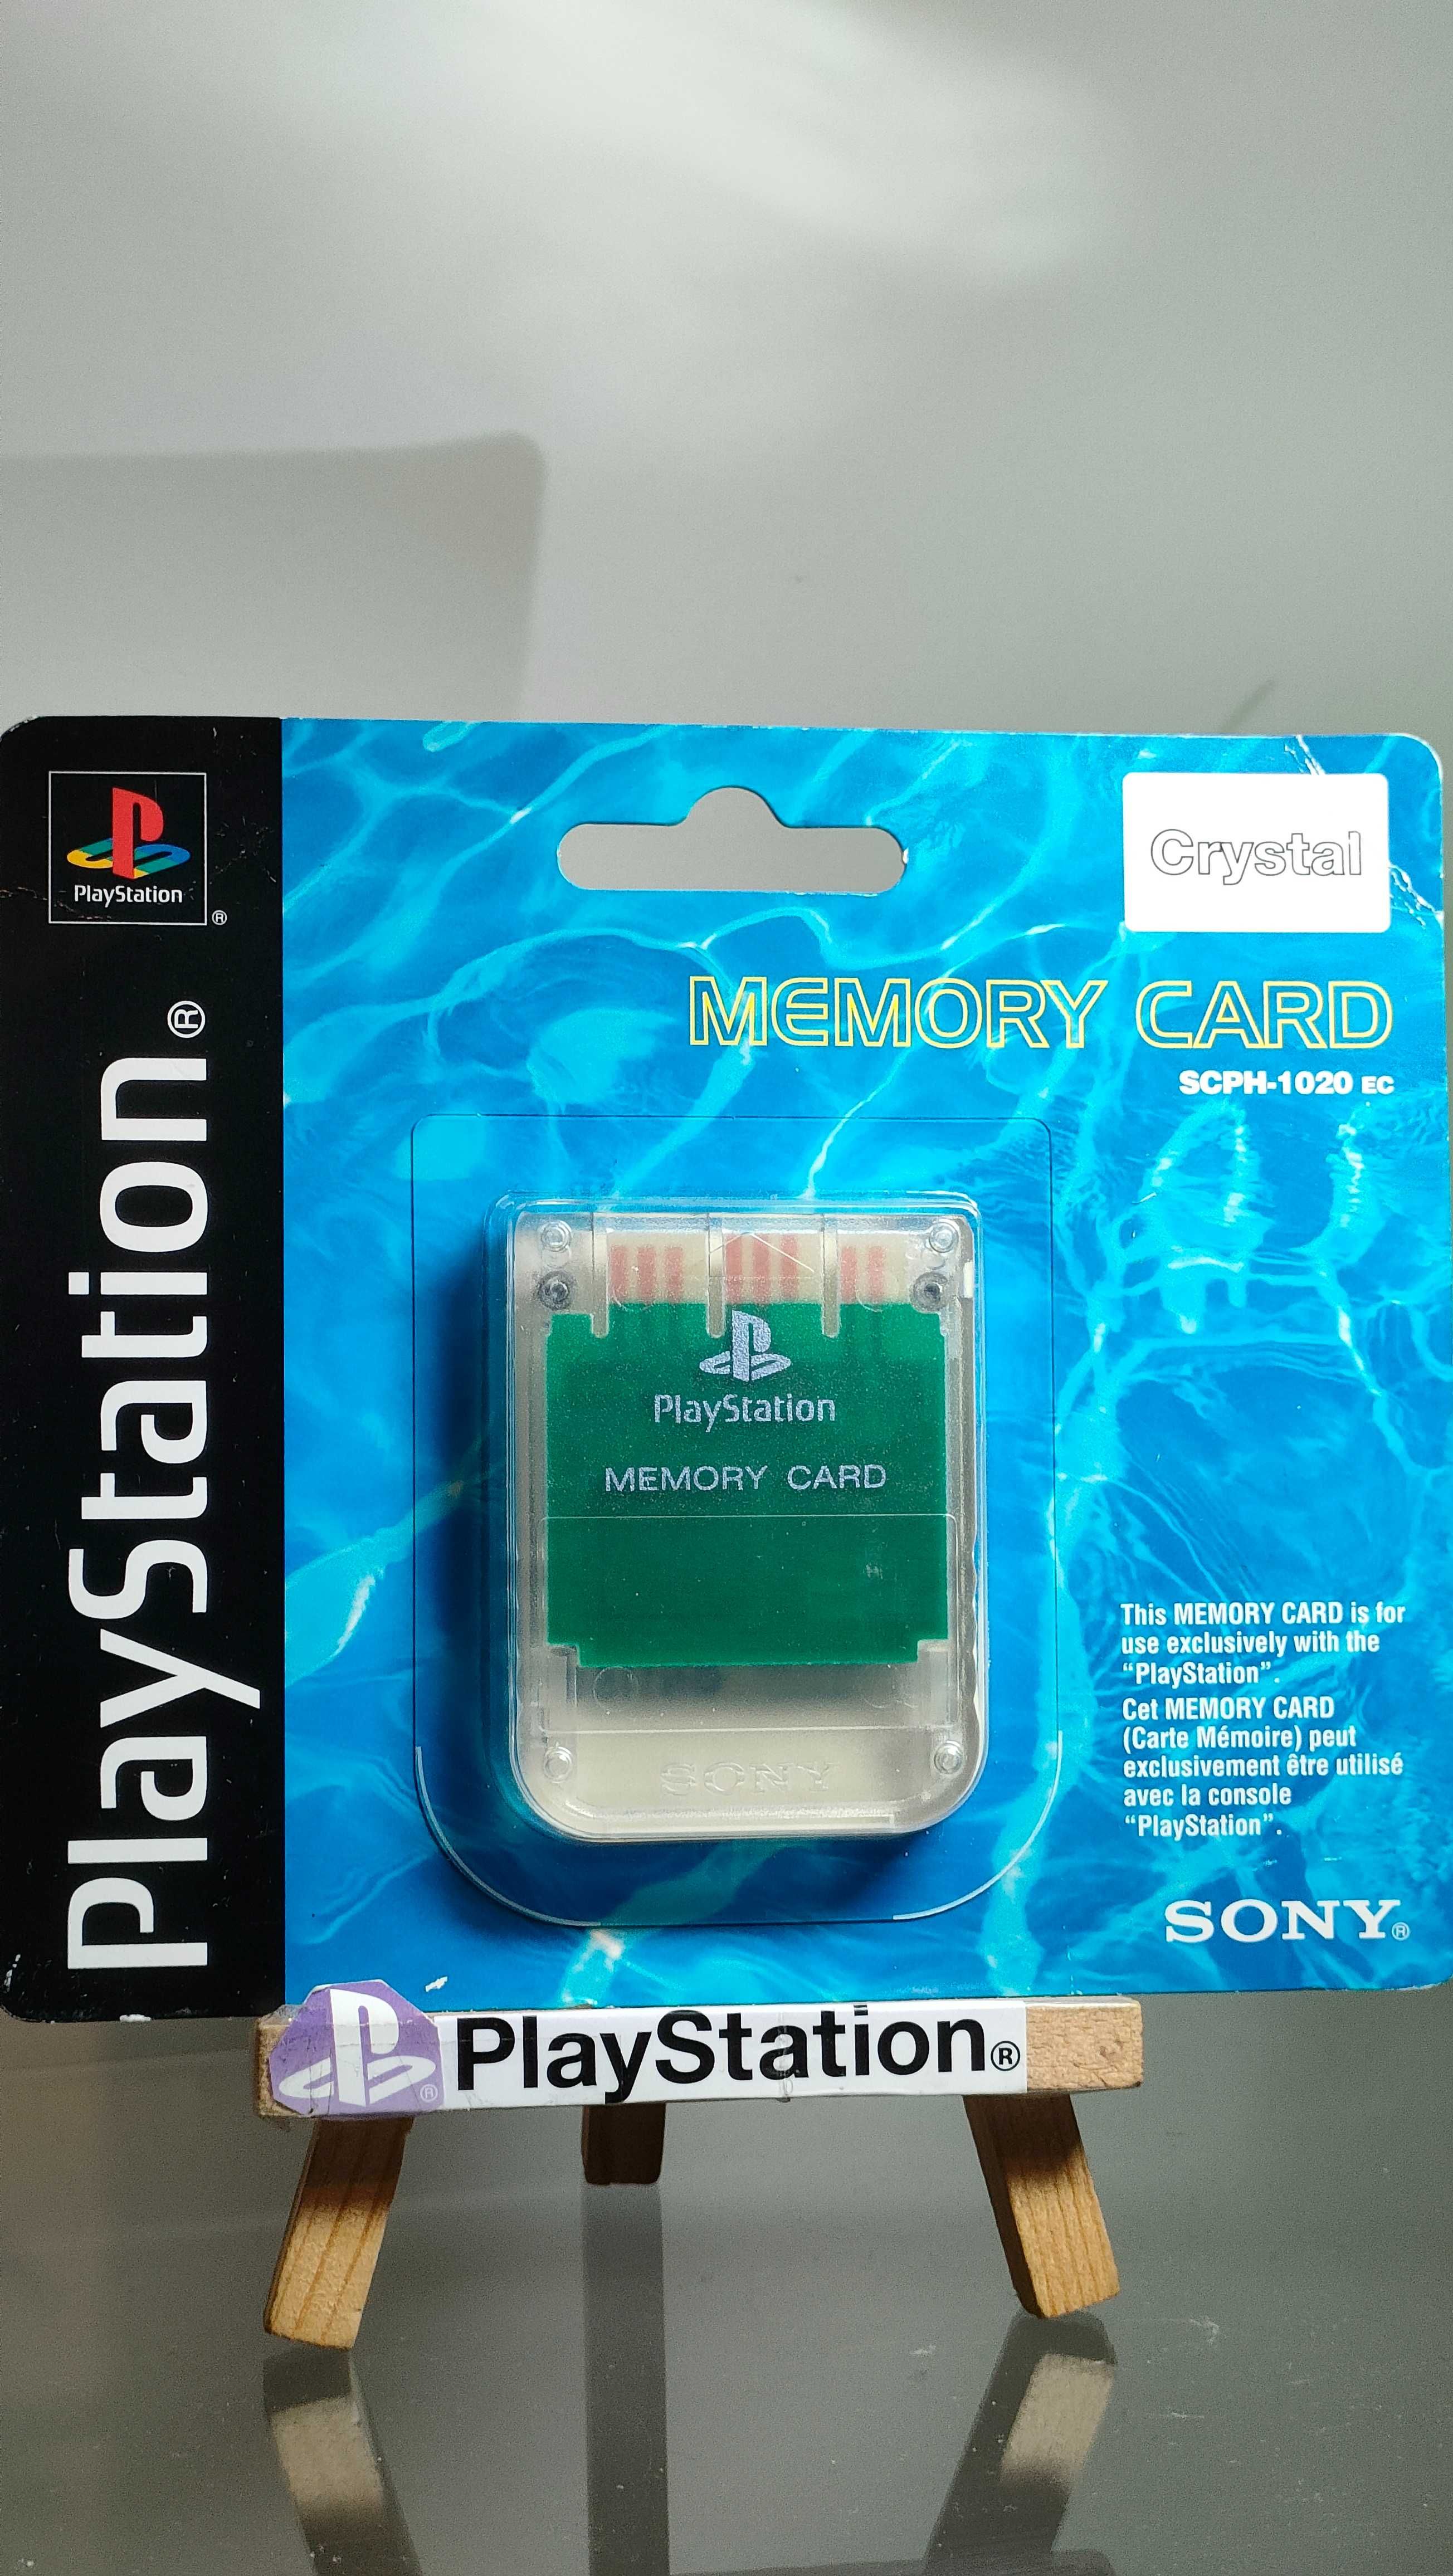 PlayStation
®
PlayStation®
Crystal
MEMORY CARD
SCPH-1020 EC
PlayStation
MEMORY CARD
SONY
This MEMORY CARD is for
use exclusively with the
“PlayStation”.
Cet MEMORY CARD
(Carte Mémoire) peut
exclusivement être utilisé
avec la console
“PlayStation”.
SONY®
® PlayStation®